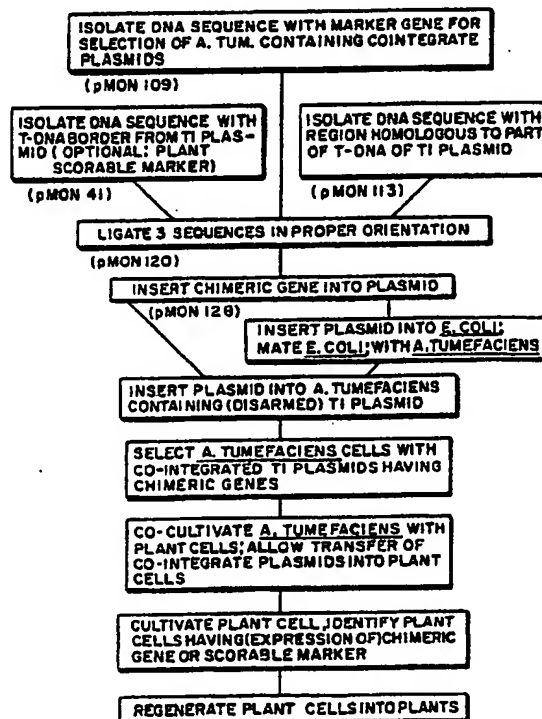 ISOLATE DNA SEQUENCE WITH MARKER GENE FOR
SELECTION OF A. TUM. CONTAINING COINTEGRATE
PLASMIDS
(pMON 109)
ISOLATE DNA SEQUENCE WITH
T-DNA BORDER FROM TI PLAS-
MID (OPTIONAL: PLANT
SCORABLE MARKER)
(pMON 41)
ISOLATE DNA SEQUENCE WITH
REGION HOMOLOGOUS TO PART
OF T-DNA OF TI PLASMID
(pMON 113)
LIGATE 3 SEQUENCES IN PROPER ORIENTATION
(pMON 120)
INSERT CHIMERIC GENE INTO PLASMID
(pMON 128)
INSERT PLASMID INTO E. COLI;
MATE E. COLI; WITH A. TUMEFACIENS
INSERT PLASMID INTO A. TUMEFACIENS
CONTAINING (DISARMED) TI PLASMID
SELECT A. TUMEFACIENS CELLS WITH
CO-INTEGRATED TI PLASMIDS HAVING
CHIMERIC GENES
CO-CULTIVATE A. TUMEFACIENS WITH
PLANT CELLS; ALLOW TRANSFER OF
CO-INTEGRATE PLASMIDS INTO PLANT
CELLS
CULTIVATE PLANT CELL, IDENTIFY PLANT
CELLS HAVING (EXPRESSION OF) CHIMERIC
GENE OR SCORABLE MARKER
REGENERATE PLANT CELLS INTO PLANTS